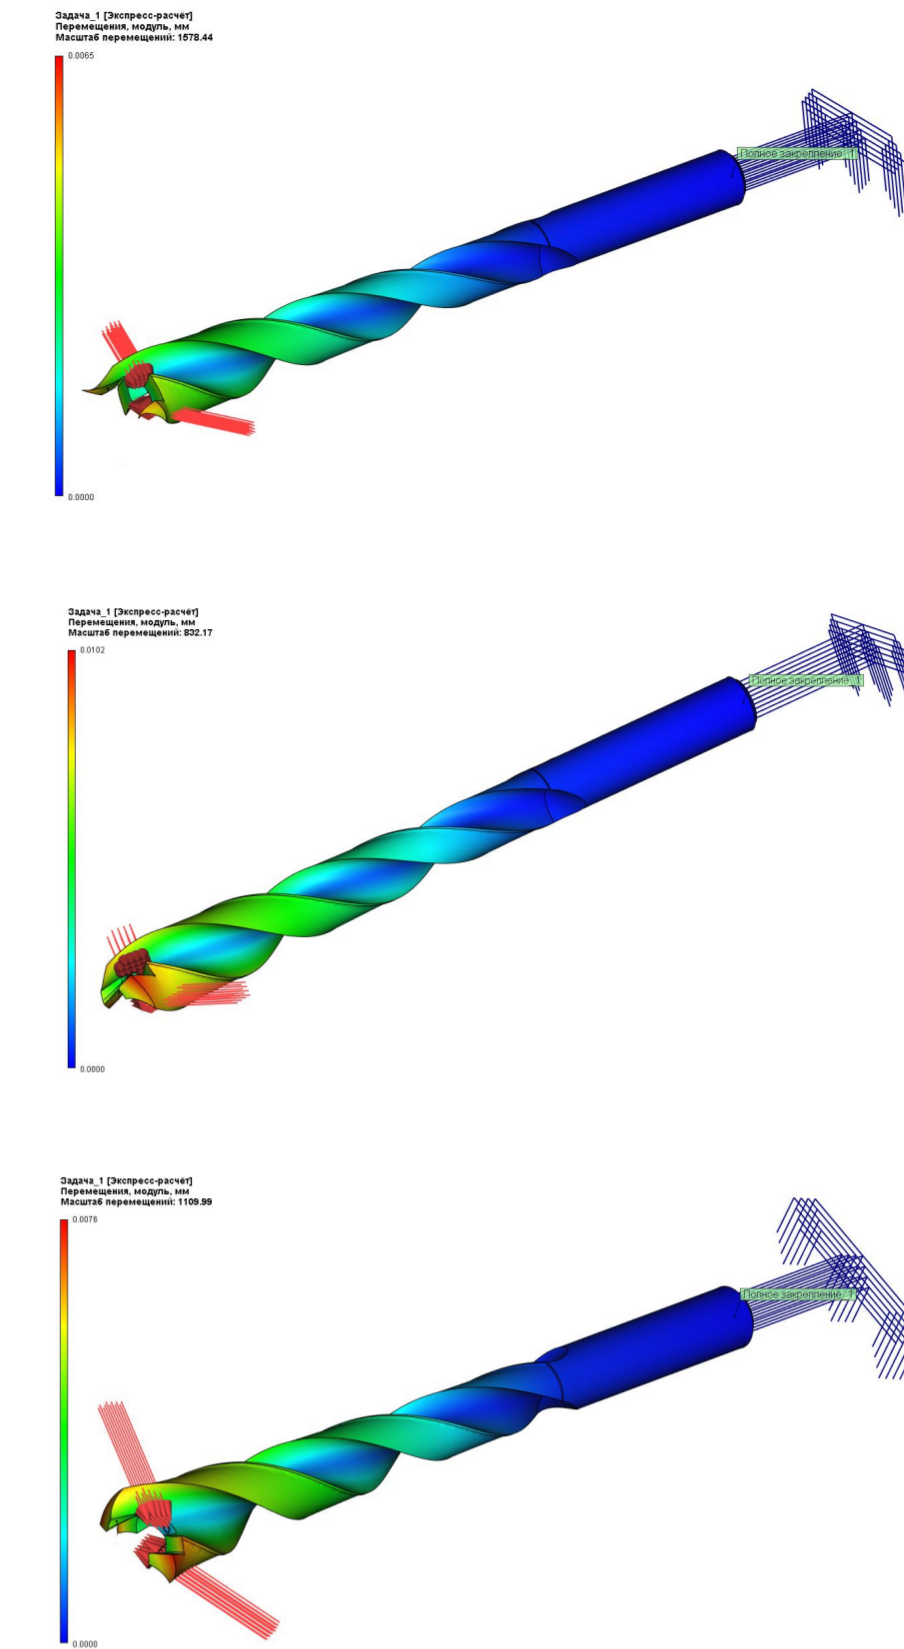 Задача_1 [Экспресс-расчёт]
Перемещения, модуль, мм
Масштаб перемещений: 1578.44
0.0065
Полное закрепление_1
0.0000
Задача_1 [Экспресс-расчёт]
Перемещения, модуль, мм
Масштаб перемещений: 832.17
0.0102
Полное закрепление_1
0.0000
Задача_1 [Экспресс-расчёт]
Перемещения, модуль, мм
Масштаб перемещений: 1109.99
0.0076
Полное закрепление_1
0.0000